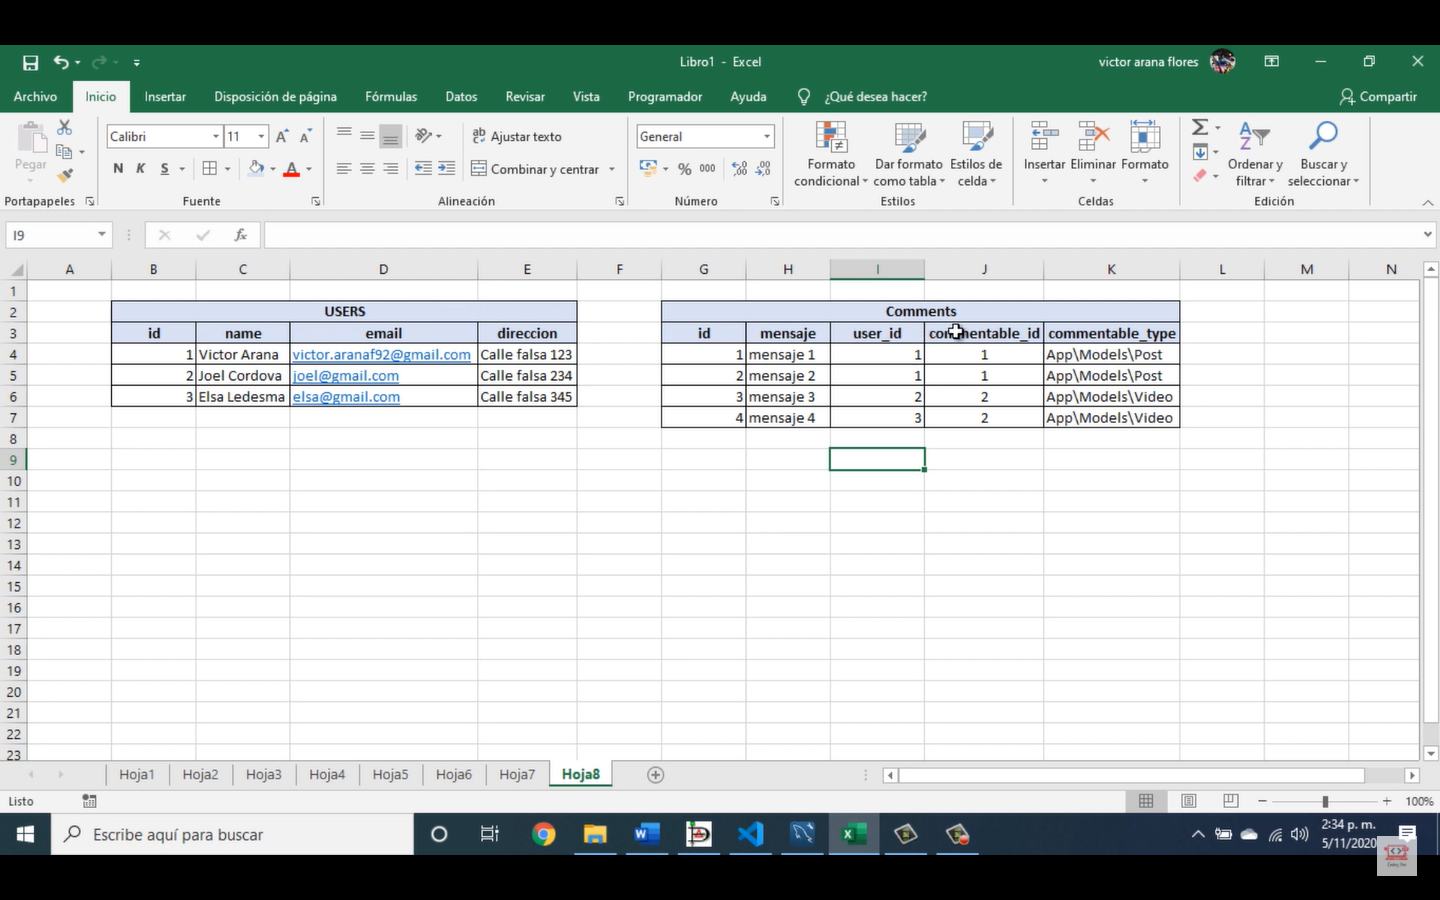 Libro1 - Excel
victor arana flores
Archivo Inicio Insertar Disposición de página Fórmulas Datos Revisar Vista Programador Ayuda ¿Qué desea hacer? Compartir
Pegar
Calibri 11
Ajustar texto
General
N K S
Combinar y centrar
% 000
Formato condicional
Dar formato como tabla
Estilos de celda
Insertar Eliminar Formato
Ordenar y filtrar
Buscar y seleccionar
Portapapeles Fuente Alineación Número Estilos Celdas Edición
I9 fx
A B C D E F G H I J K L M N
1
2 USERS Comments
3 id name email direccion id mensaje user_id commentable_id commentable_type
4 1 Victor Arana victor.aranaf92@gmail.com Calle falsa 123 1 mensaje 1 1 1 App\Models\Post
5 2 Joel Cordova joel@gmail.com Calle falsa 234 2 mensaje 2 1 1 App\Models\Post
6 3 Elsa Ledesma elsa@gmail.com Calle falsa 345 3 mensaje 3 2 2 App\Models\Video
7 4 mensaje 4 3 2 App\Models\Video
8
9
10
11
12
13
14
15
16
17
18
19
20
21
22
23
Hoja1 Hoja2 Hoja3 Hoja4 Hoja5 Hoja6 Hoja7 Hoja8
Listo 100%
Escribe aquí para buscar
2:34 p. m.
5/11/2020